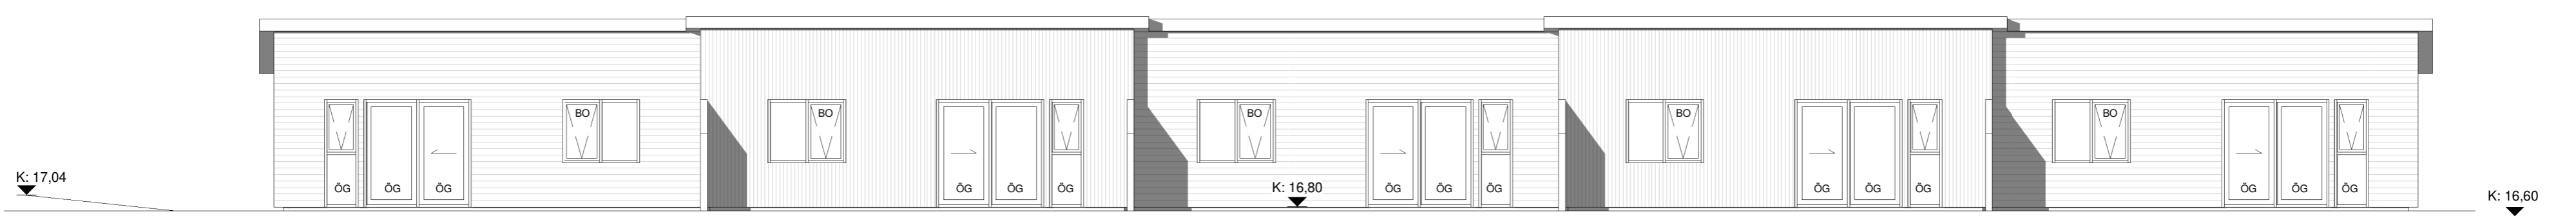 BO BO BO BO BO
K: 17,04
ÖG ÖG ÖG ÖG ÖG ÖG K: 16,80 ÖG ÖG ÖG ÖG ÖG ÖG ÖG ÖG ÖG K: 16,60